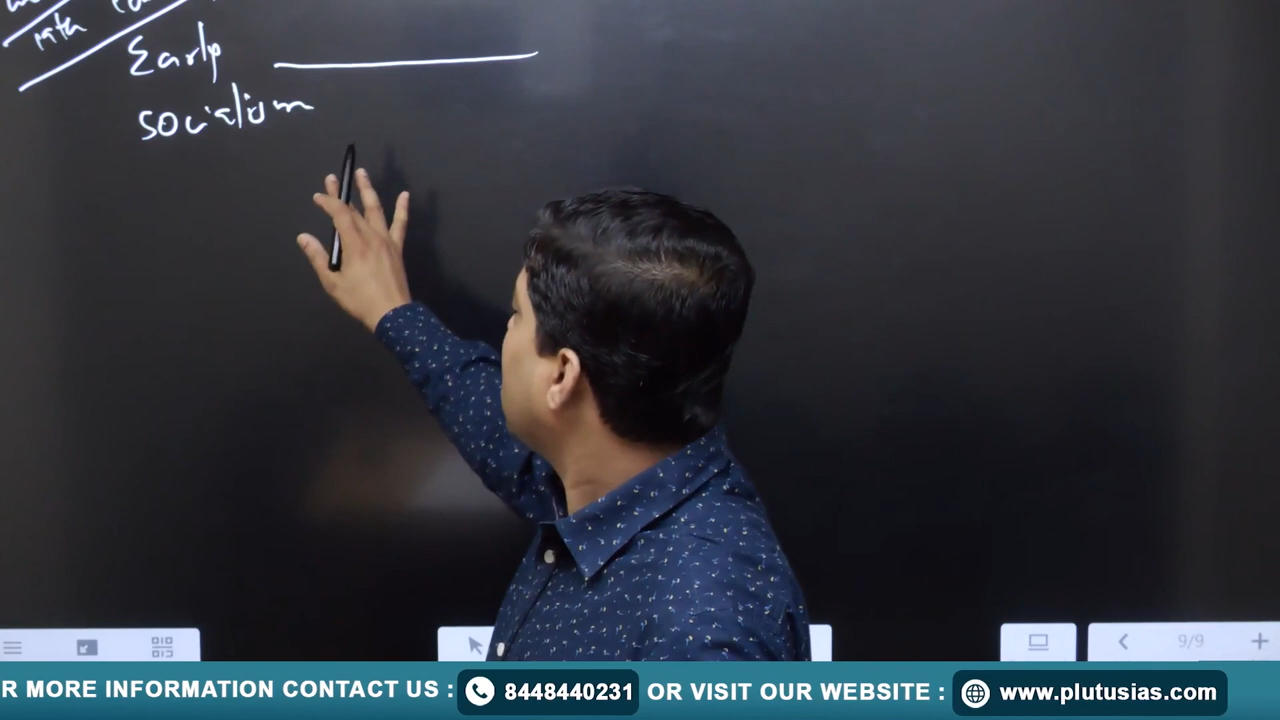 Early
socialism
9/9
R MORE INFORMATION CONTACT US : 8448440231 OR VISIT OUR WEBSITE : www.plutusias.com